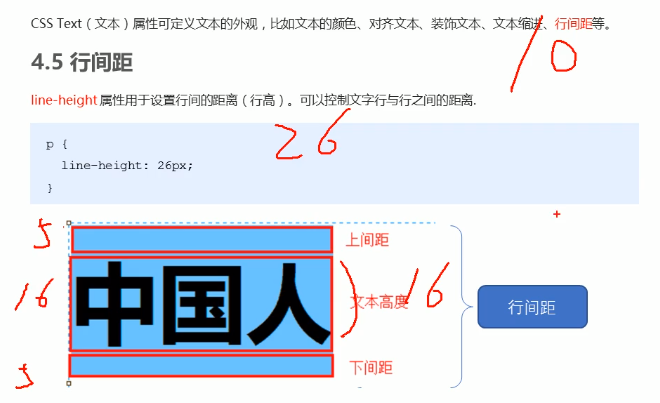 CSS Text（文本）属性可定义文本的外观，比如文本的颜色、对齐文本、装饰文本、文本缩进、行间距等。
10
4.5 行间距
line-height 属性用于设置行间的距离（行高）。可以控制文字行与行之间的距离.
26
p {
line-height: 26px;
}
5
上间距
16
中国人
文本高度
16
行间距
5
下间距